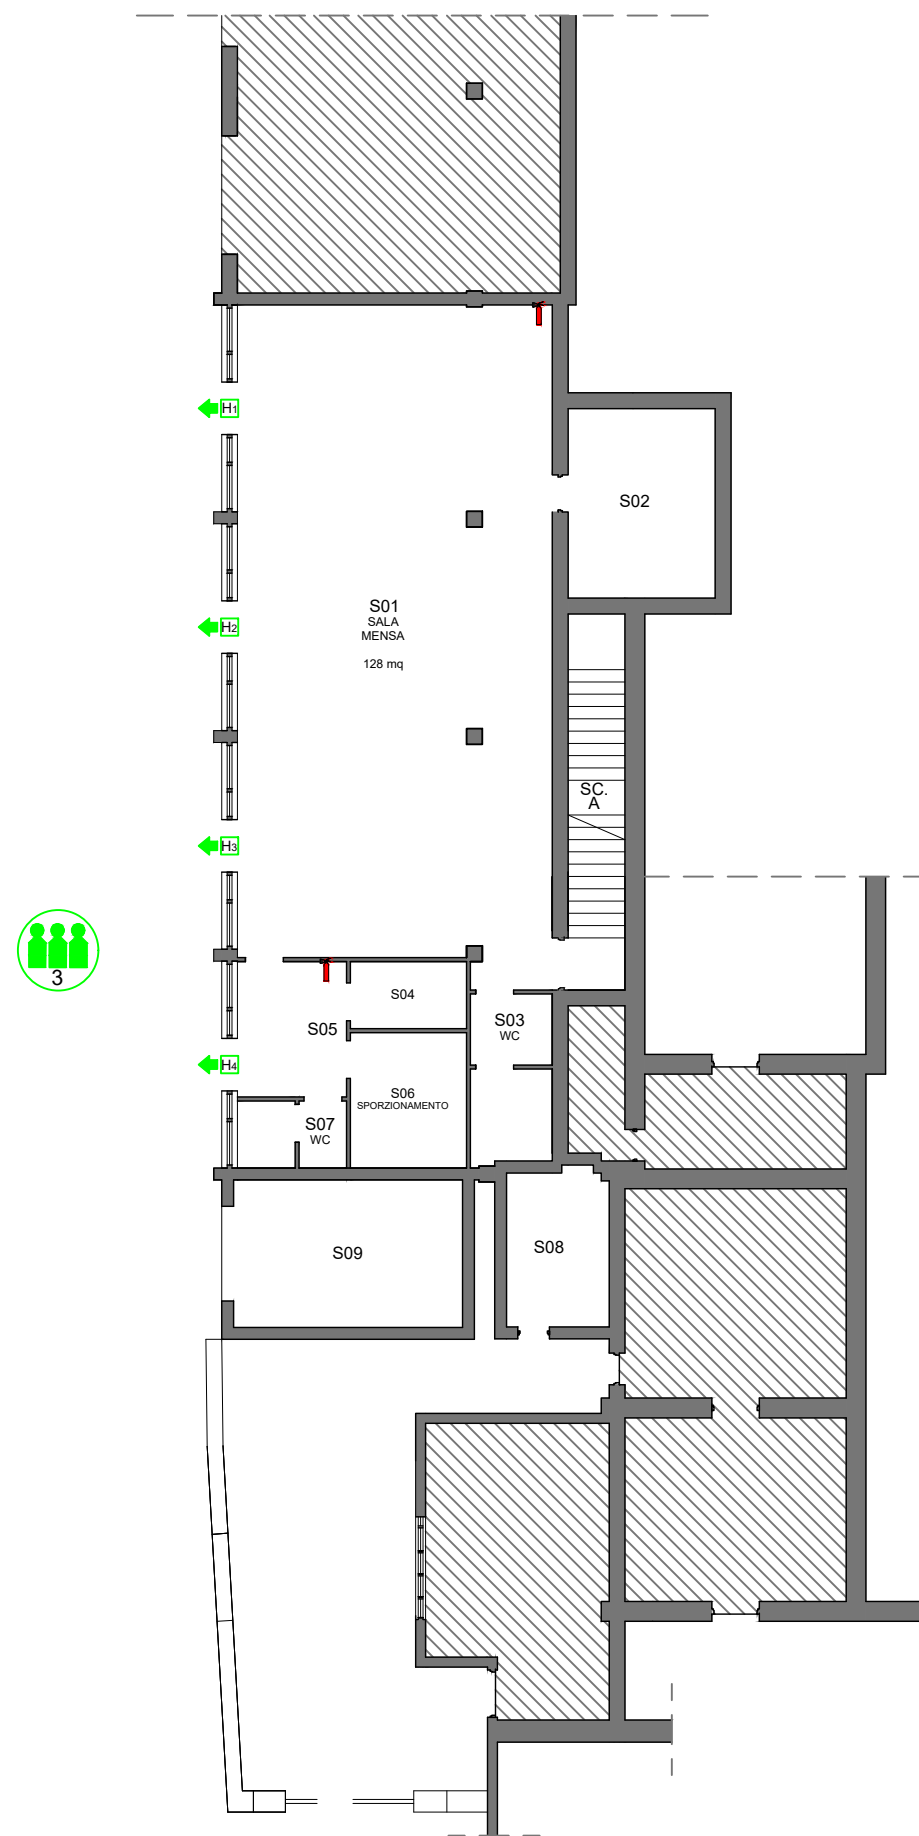 H1
S02
S01
SALA
MENSA
128 mq
H2
SC.
A
H3
3
S04
S03
WC
S05
H4
S06
SPORZIONAMENTO
S07
WC
S08
S09